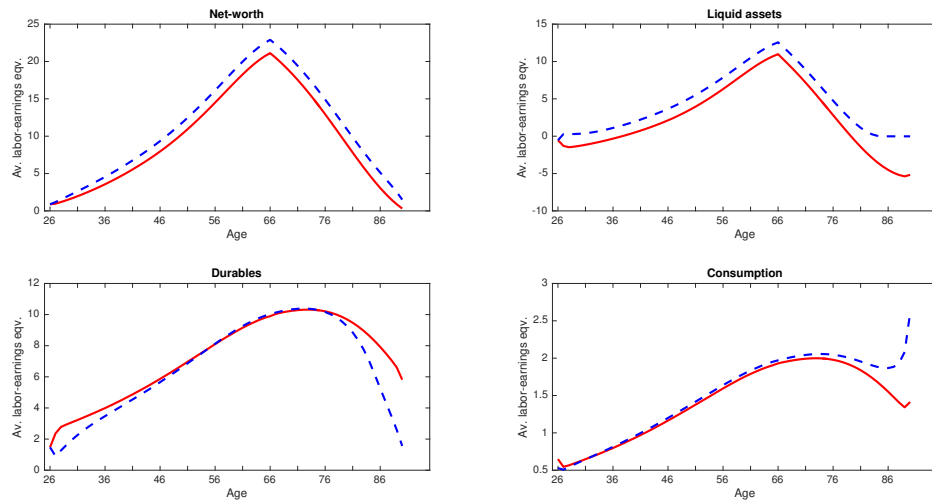 Net-worth
25
20
15
10
5
0
Av. labor-earnings eqv.
26 36 46 56 66 76 86
Age
Liquid assets
15
10
5
0
-5
-10
Av. labor-earnings eqv.
26 36 46 56 66 76 86
Age
Durables
12
10
8
6
4
2
0
Av. labor-earnings eqv.
26 36 46 56 66 76 86
Age
Consumption
3
2.5
2
1.5
1
0.5
Av. labor-earnings eqv.
26 36 46 56 66 76 86
Age